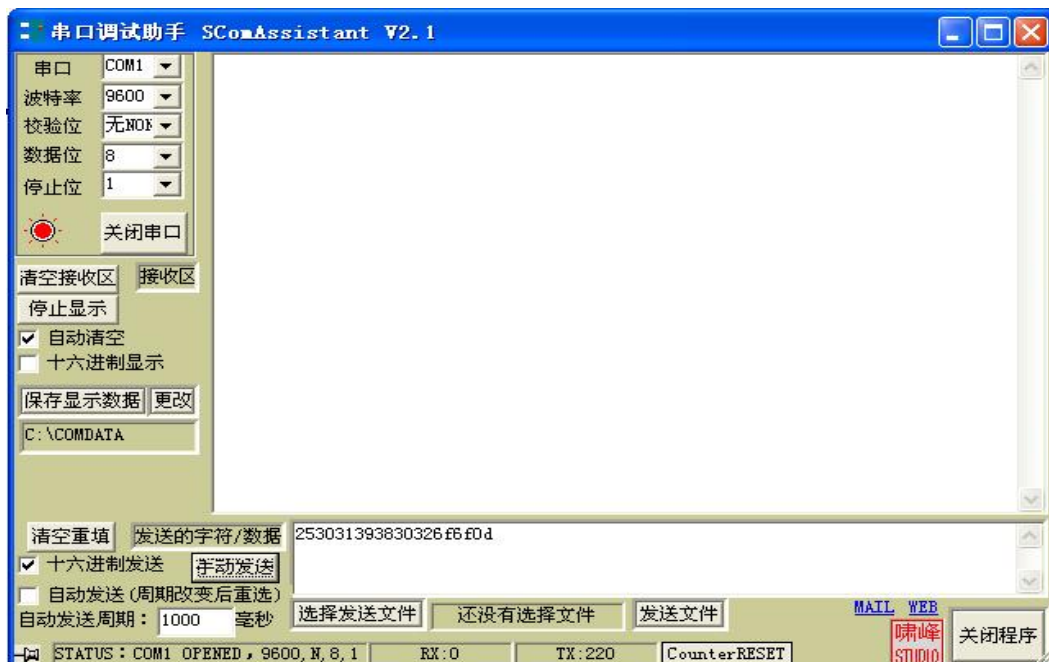 串口调试助手 SComAssistant V2.1
串口 COM1
波特率 9600
校验位 无NON
数据位 8
停止位 1
关闭串口
清空接收区 接收区
停止显示
自动清空
十六进制显示
保存显示数据 更改
C:\COMDATA
清空重填 发送的字符/数据 253031393830326f6f0d
十六进制发送 手动发送
自动发送(周期改变后重选)
自动发送周期: 1000 毫秒 选择发送文件 还没有选择文件 发送文件 MAIL WEB
啸峰 关闭程序
STATUS:COM1 OPENED,9600,N,8,1 RX:0 TX:220 CounterRESET STUDIO